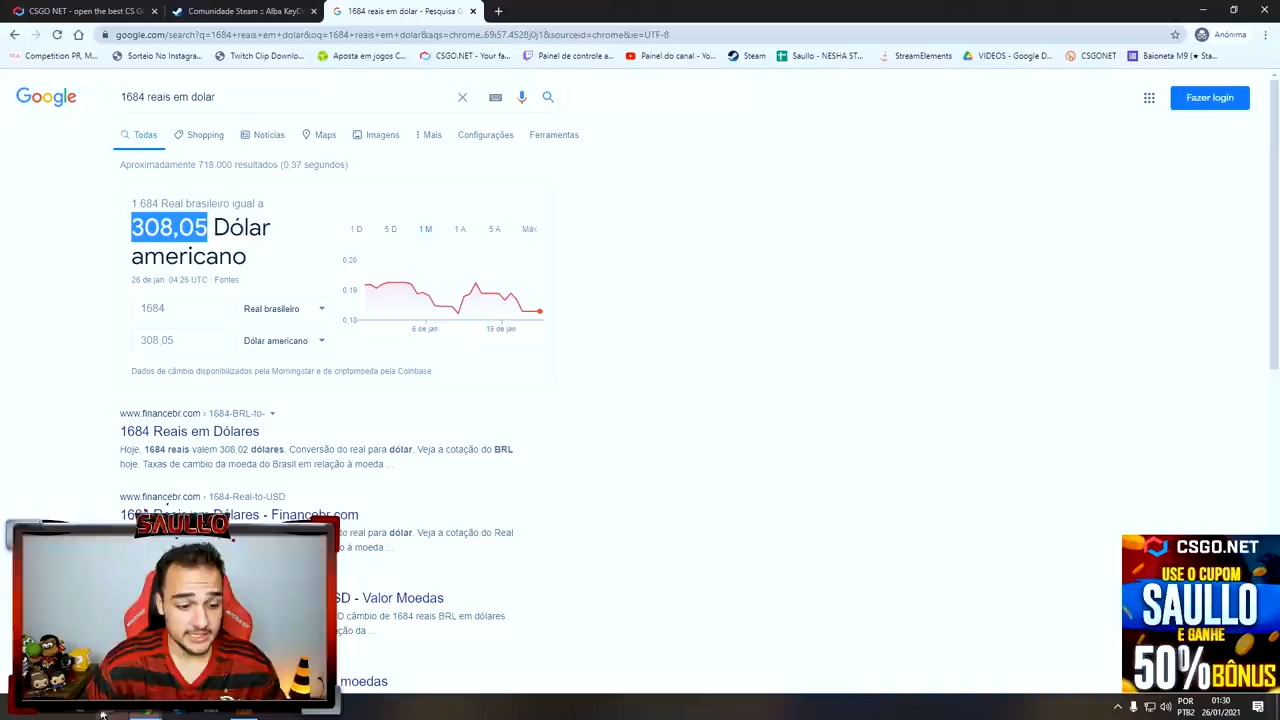 CSGO NET - open the best CS G
Comunidade Steam :: Alba KeyD
1684 reais em dolar - Pesquisa G
google.com/search?q=1684+reais+em+dolar&oq=1684+reais+em+dolar&aqs=chrome..69i57.4528j0j1&sourceid=chrome&ie=UTF-8
Anônima
Competition PR, M...
Sorteio No Instagra...
Twitch Clip Downlo...
Aposta em jogos C...
CSGO.NET - Your fa...
Painel de controle a...
Painel do canal - Yo...
Steam
Saullo - NESHA ST...
StreamElements
VIDEOS - Google D...
CSGONET
Baioneta M9 (★ Sta...
Google
1684 reais em dolar
Fazer login
Todas
Shopping
Notícias
Maps
Imagens
Mais
Configurações
Ferramentas
Aproximadamente 718.000 resultados (0,37 segundos)
1.684 Real brasileiro igual a
308,05 Dólar
americano
26 de jan. 04:26 UTC · Fontes
1684
Real brasileiro
308,05
Dólar americano
1 D
5 D
1 M
1 A
5 A
Máx
0,20
0,19
0,18
6 de jan
19 de jan
Dados de câmbio disponibilizados pela Morningstar e de criptomoeda pela Coinbase
www.financebr.com › 1684-BRL-to-
1684 Reais em Dólares
Hoje, 1684 reais valem 308,02 dólares. Conversão do real para dólar. Veja a cotação do BRL
hoje. Taxas de cambio da moeda do Brasil em relação à moeda ...
www.financebr.com › 1684-Real-to-USD
1684 Reais em Dólares - Financebr.com
do real para dólar. Veja a cotação do Real
o à moeda ...
SD - Valor Moedas
O câmbio de 1684 reais BRL em dólares
ção da ...
moedas
SAULLO
CSGO.NET
USE O CUPOM
SAULLO
E GANHE
50% BÔNUS
POR
PTB2
01:30
26/01/2021